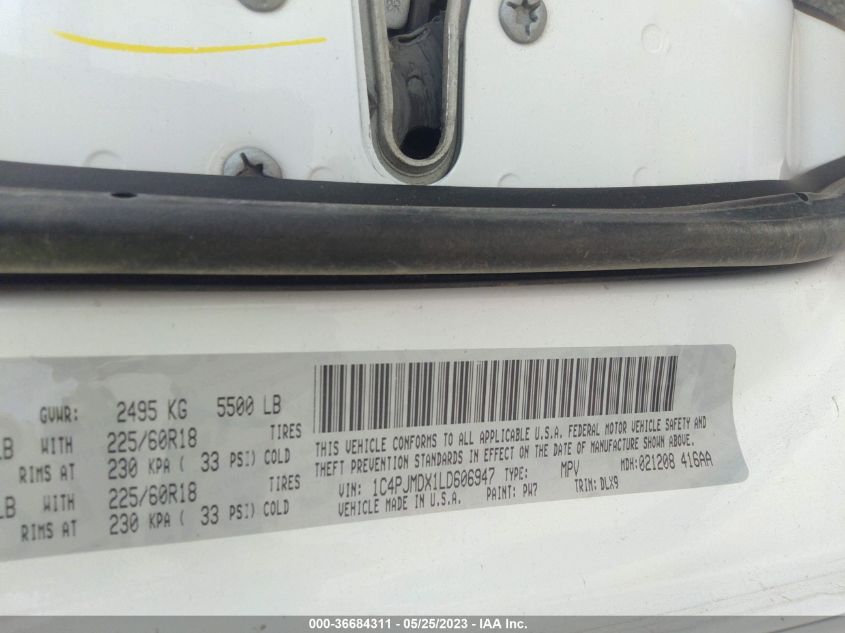 GVWR: 2495 KG 5500 LB
LB WITH 225/60R18 TIRES
RIMS AT 230 KPA ( 33 PSI) COLD
LB WITH 225/60R18 TIRES
RIMS AT 230 KPA ( 33 PSI) COLD
THIS VEHICLE CONFORMS TO ALL APPLICABLE U.S.A. FEDERAL MOTOR VEHICLE SAFETY AND
THEFT PREVENTION STANDARDS IN EFFECT ON THE DATE OF MANUFACTURE SHOWN ABOVE.
VIN: 1C4PJMDX1LD606947 TYPE: MPV MDH: 021208 416AA
VEHICLE MADE IN U.S.A. PAINT: PW7 TRIM: DLX9
000-36684311 - 05/25/2023 - IAA Inc.